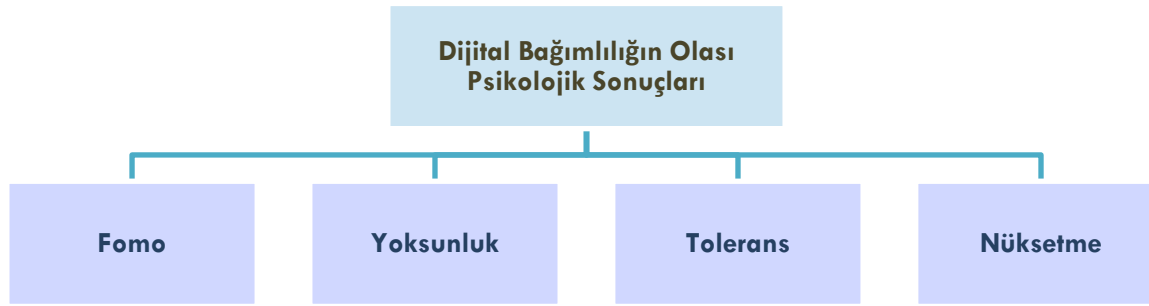 Dijital Bağımlılığın Olası
Psikolojik Sonuçları
Fomo
Yoksunluk
Tolerans
Nüksetme